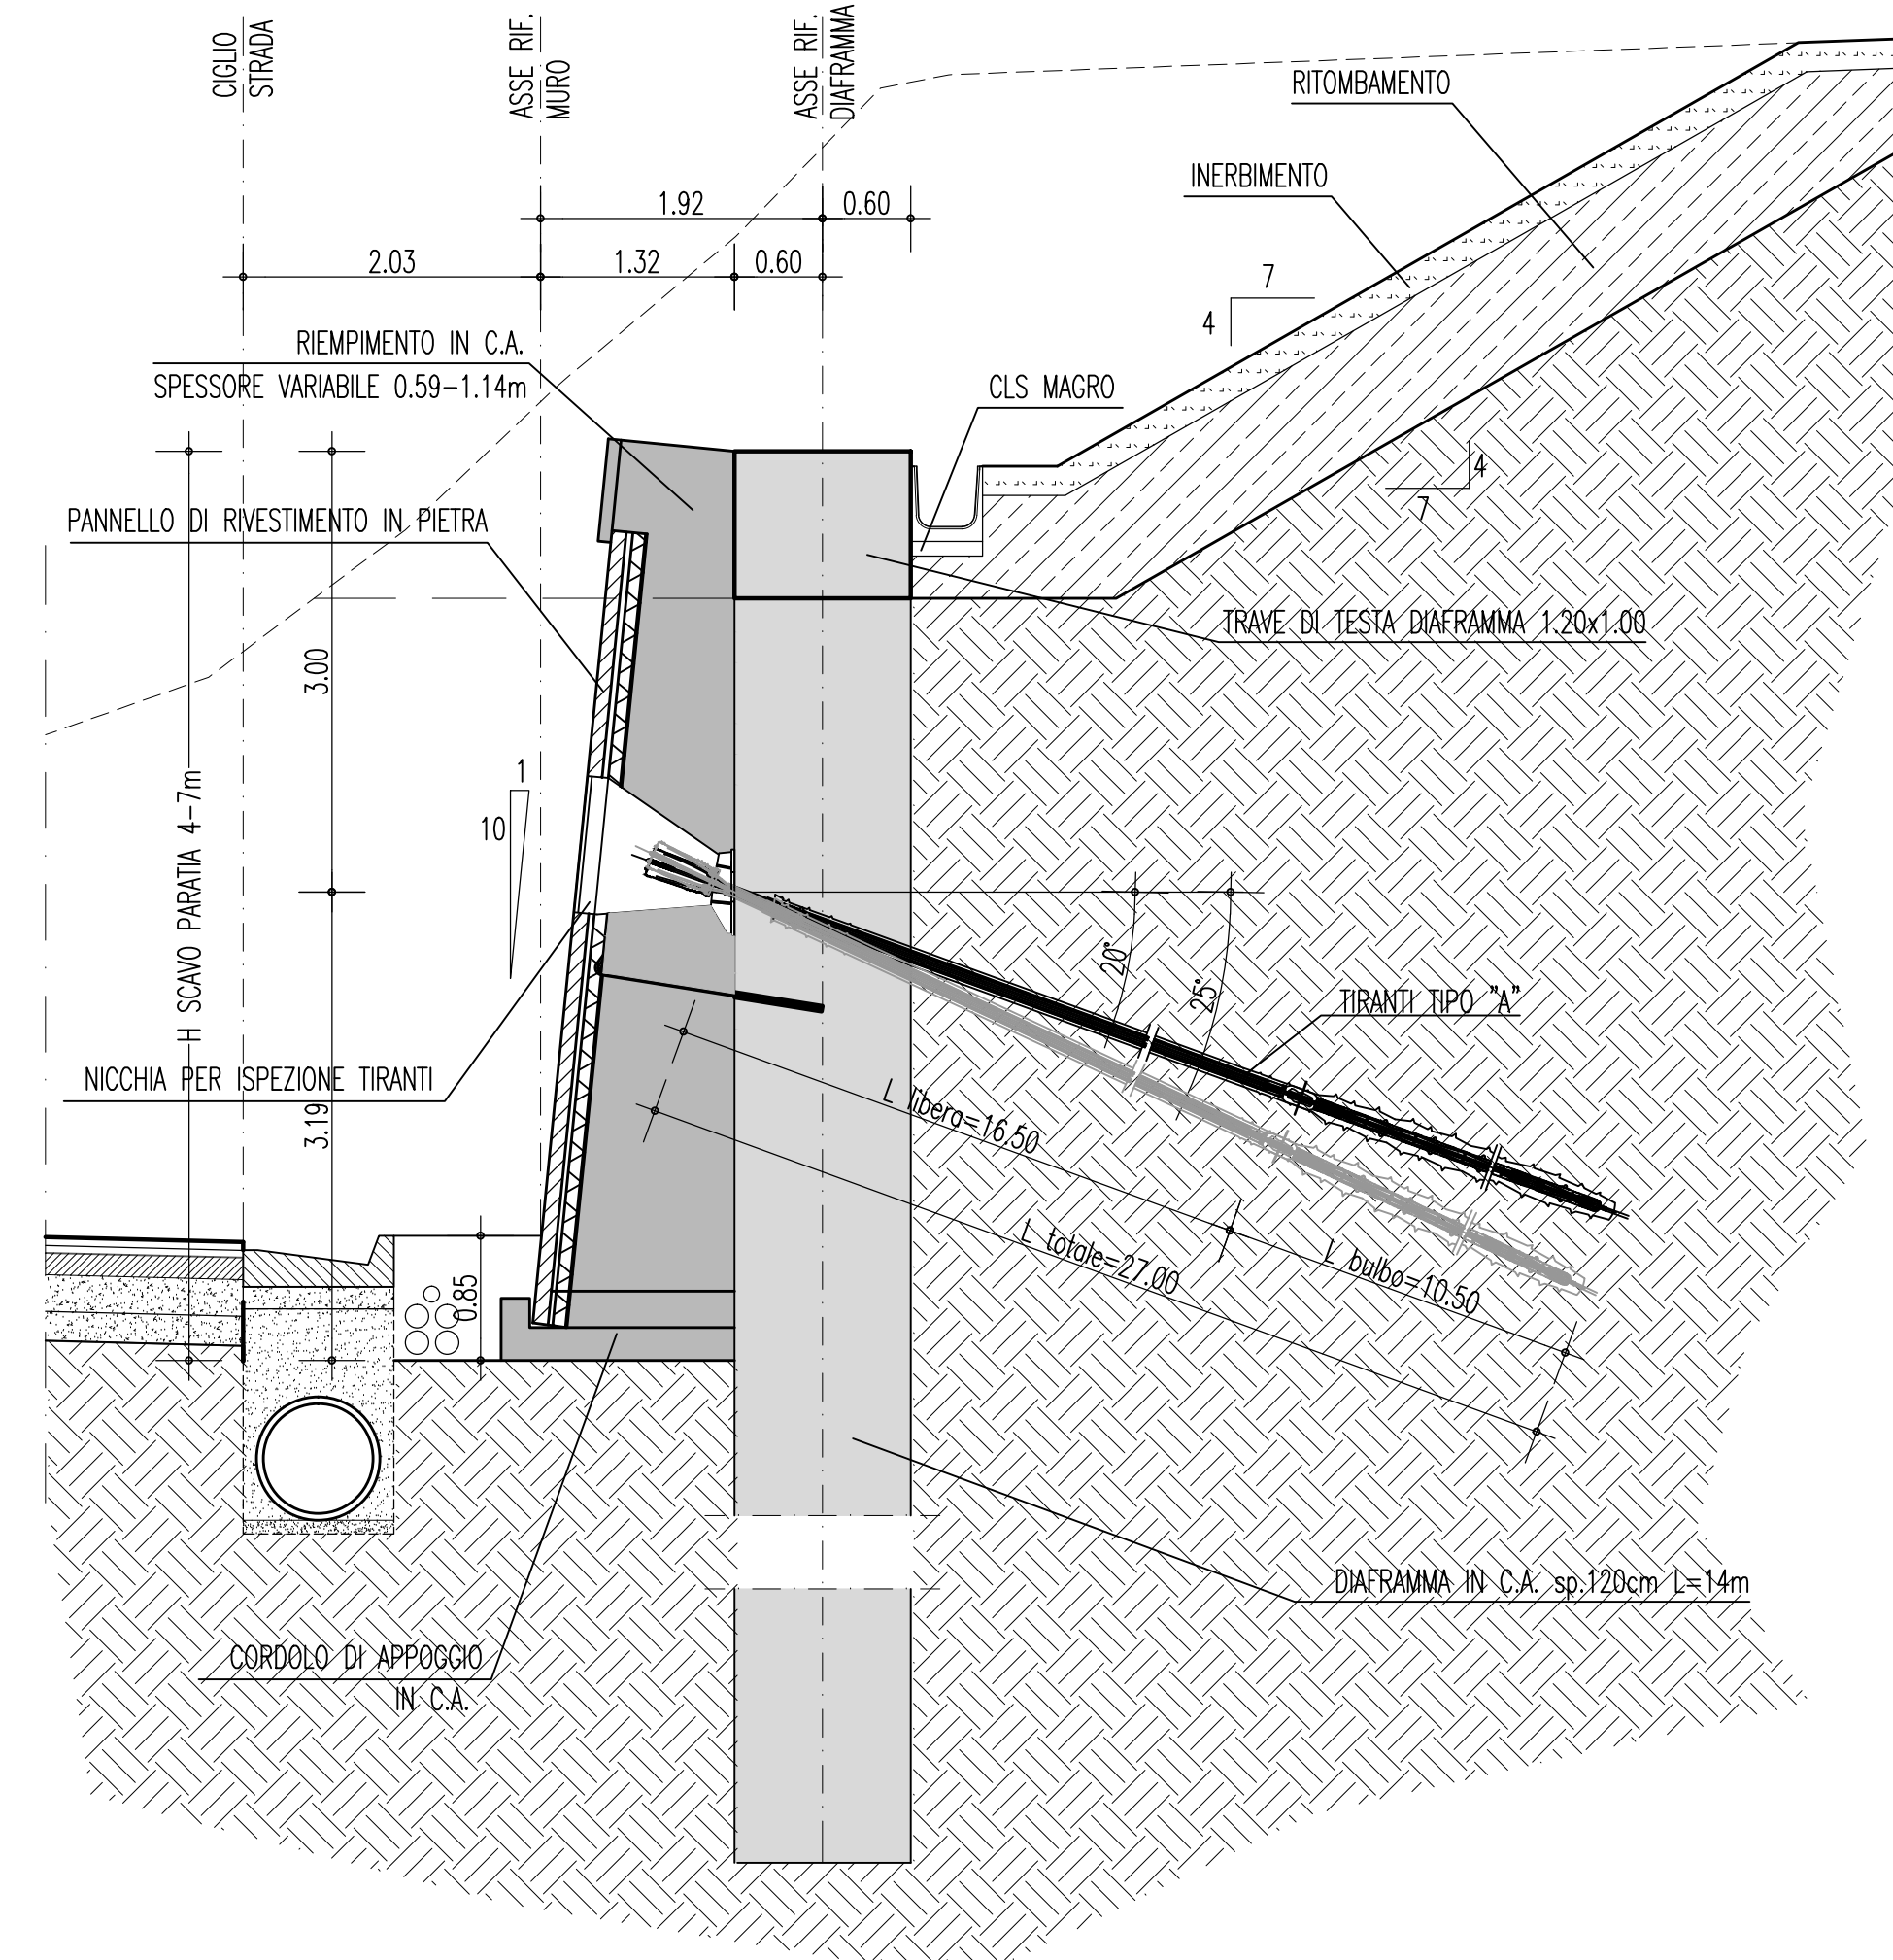 CIGLIO
STRADA
ASSE RIF.
MURO
ASSE RIF.
DIAFRAMMA
RITOMBAMENTO
INERBIMENTO
1.92
0.60
2.03
1.32
0.60
7
4
RIEMPIMENTO IN C.A.
SPESSORE VARIABILE 0.59-1.14m
CLS MAGRO
4
7
PANNELLO DI RIVESTIMENTO IN PIETRA
TRAVE DI TESTA DIAFRAMMA 1.20x1.00
3.00
H SCAVO PARATIA 4-7m
1
10
20°
25°
TIRANTI TIPO "A"
NICCHIA PER ISPEZIONE TIRANTI
3.19
L libera=16.50
L totale=27.00
L bulbo=10.50
0.85
DIAFRAMMA IN C.A. sp.120cm L=14m
CORDOLO DI APPOGGIO
IN C.A.